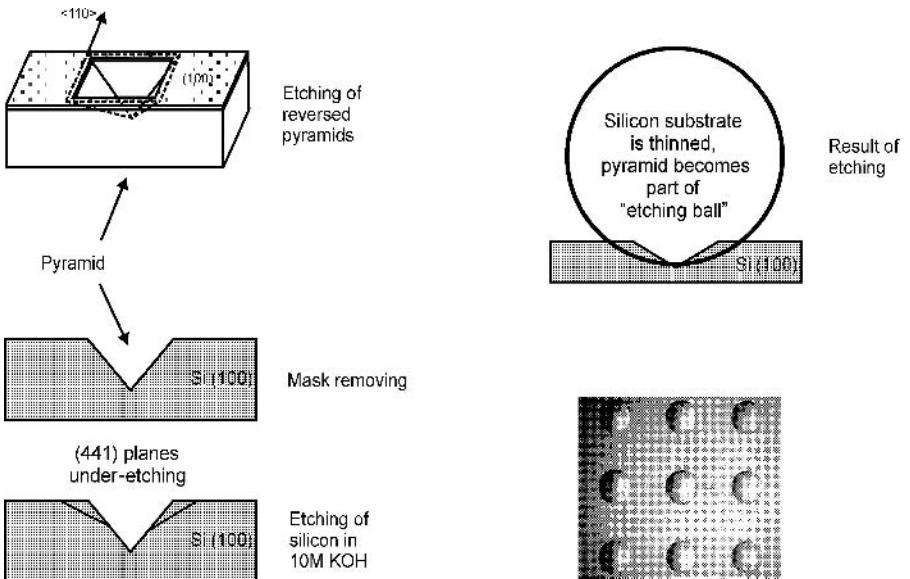 <110>
(100)
Etching of
reversed
pyramids
Pyramid
Si (100)
Mask removing
(441) planes
under-etching
Si (100)
Etching of
silicon in
10M KOH
Silicon substrate
is thinned,
pyramid becomes
part of
"etching ball"
Result of
etching
Si (100)